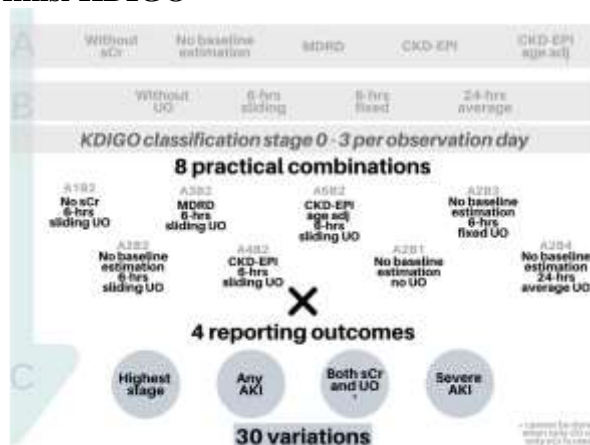 A
Without
sCr
No baseline
estimation
MDRD
CKD-EPI
CKD-EPI
age adj
B
Without
UO
6-hrs
sliding
6-hrs
fixed
24-hrs
average
KDIGO classification stage 0 - 3 per observation day
8 practical combinations
A1B2
No sCr
6-hrs
sliding UO
A3B2
MDRD
6-hrs
sliding UO
A5B2
CKD-EPI
age adj
6-hrs
sliding UO
A2B3
No baseline
estimation
6-hrs
fixed UO
A2B2
No baseline
estimation
6-hrs
sliding UO
A4B2
CKD-EPI
6-hrs
sliding UO
A2B1
No baseline
estimation
no UO
A2B4
No baseline
estimation
24-hrs
average UO
4 reporting outcomes
C
Highest
stage
Any
AKI
Both sCr
and UO
*
Severe
AKI
30 variations